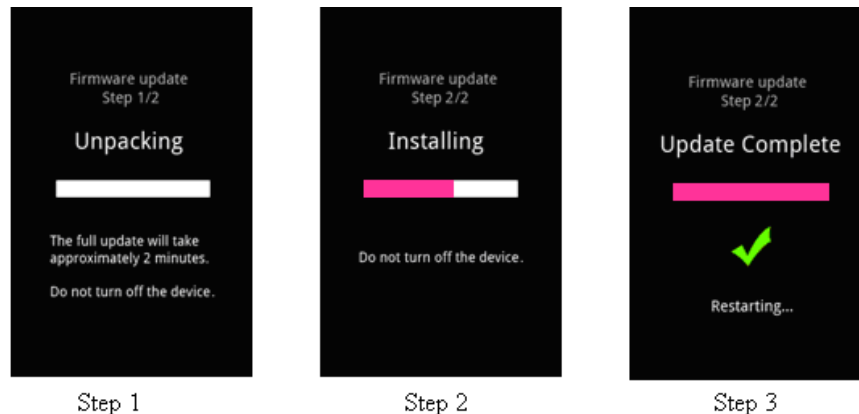 Firmware update
Step 1/2
Unpacking
The full update will take
approximately 2 minutes.
Do not turn off the device.
Step 1
Firmware update
Step 2/2
Installing
Do not turn off the device.
Step 2
Firmware update
Step 2/2
Update Complete
Restarting...
Step 3